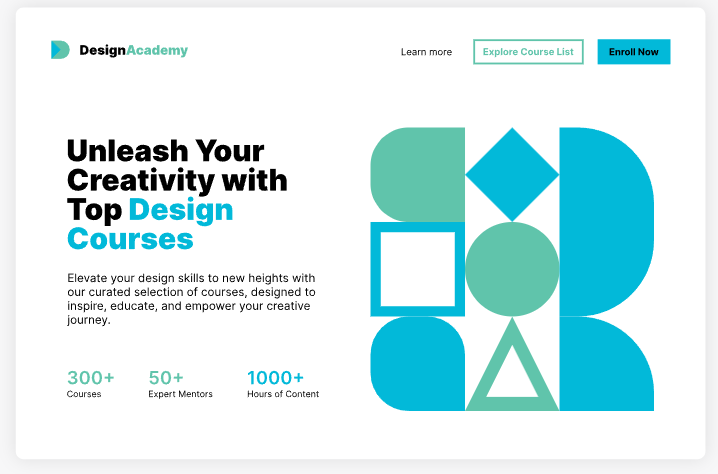 DesignAcademy
Learn more
Explore Course List
Enroll Now
Unleash Your
Creativity with
Top Design
Courses
Elevate your design skills to new heights with
our curated selection of courses, designed to
inspire, educate, and empower your creative
journey.
300+
Courses
50+
Expert Mentors
1000+
Hours of Content